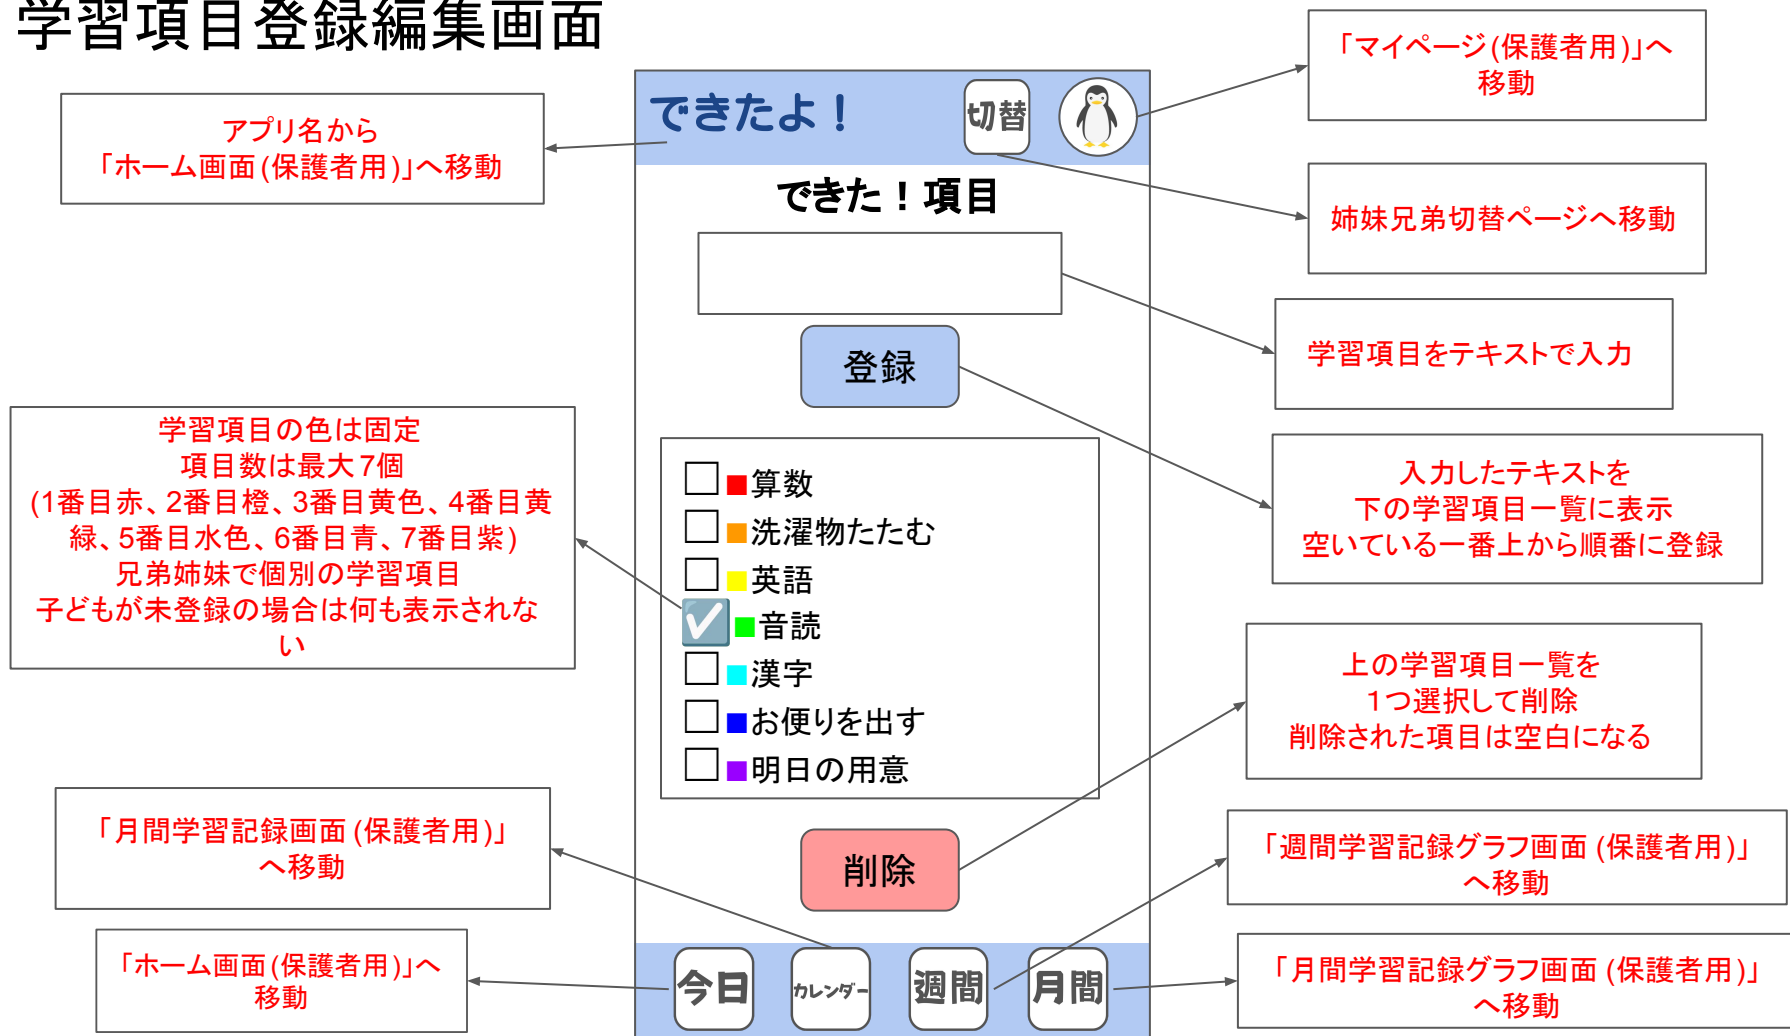 学習項目登録編集画面
「マイページ(保護者用)」へ
移動
アプリ名から
「ホーム画面(保護者用)」へ移動
できたよ！
切替
姉妹兄弟切替ページへ移動
できた！項目
学習項目をテキストで入力
登録
学習項目の色は固定
項目数は最大7個
(1番目赤、2番目橙、3番目黄色、4番目黄
緑、5番目水色、6番目青、7番目紫)
兄弟姉妹で個別の学習項目
子どもが未登録の場合は何も表示されな
い
入力したテキストを
下の学習項目一覧に表示
空いている一番上から順番に登録
算数
洗濯物たたむ
英語
音読
漢字
お便りを出す
明日の用意
上の学習項目一覧を
1つ選択して削除
削除された項目は空白になる
「月間学習記録画面(保護者用)」
へ移動
削除
「週間学習記録グラフ画面(保護者用)」
へ移動
「ホーム画面(保護者用)」へ
移動
今日
カレンダー
週間
月間
「月間学習記録グラフ画面(保護者用)」
へ移動